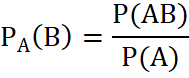 P_A(B) = P(AB) / P(A)